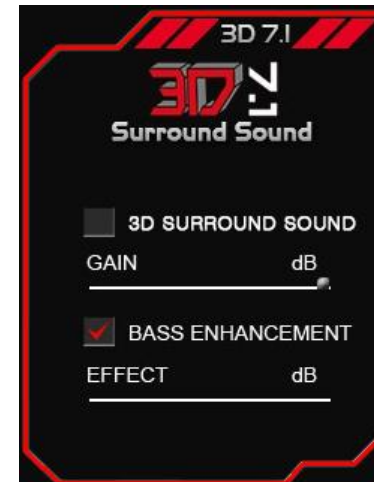 3D 7.1
3D 7.1
Surround Sound
3D SURROUND SOUND
GAIN dB
BASS ENHANCEMENT
EFFECT dB